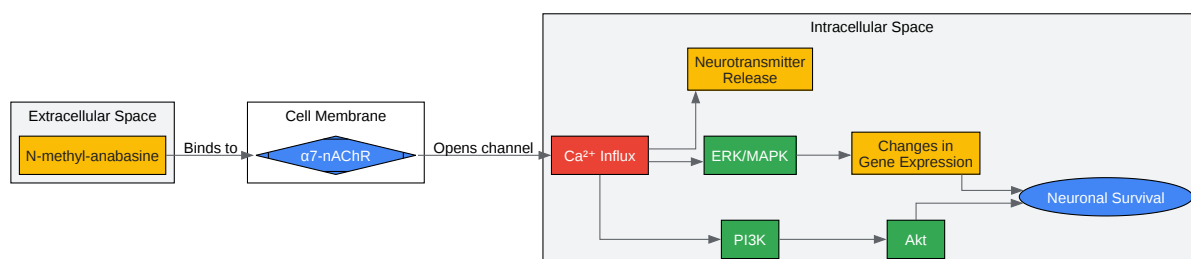 Intracellular Space
Neurotransmitter
Release
Extracellular Space
Cell Membrane
N-methyl-anabasine
Binds to
α7-nAChR
Opens channel
Ca²⁺ Influx
ERK/MAPK
Changes in
Gene Expression
Neuronal Survival
PI3K
Akt